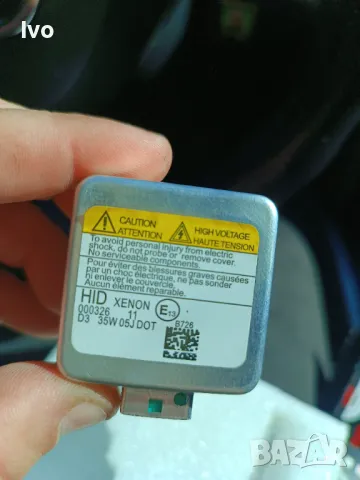 Ivo
CAUTION
ATTENTION
HIGH VOLTAGE
HAUTE TENSION
To avoid personal injury from electric
shock, do not probe or remove cover.
No serviceable components inside.
Pour éviter des blessures graves causées
par un choc électrique, ne pas sonder
ni enlever le couvercle.
Aucun élément réparable.
HID XENON E13
000326 11
D3 35W 05J DOT
B726
BAZAR